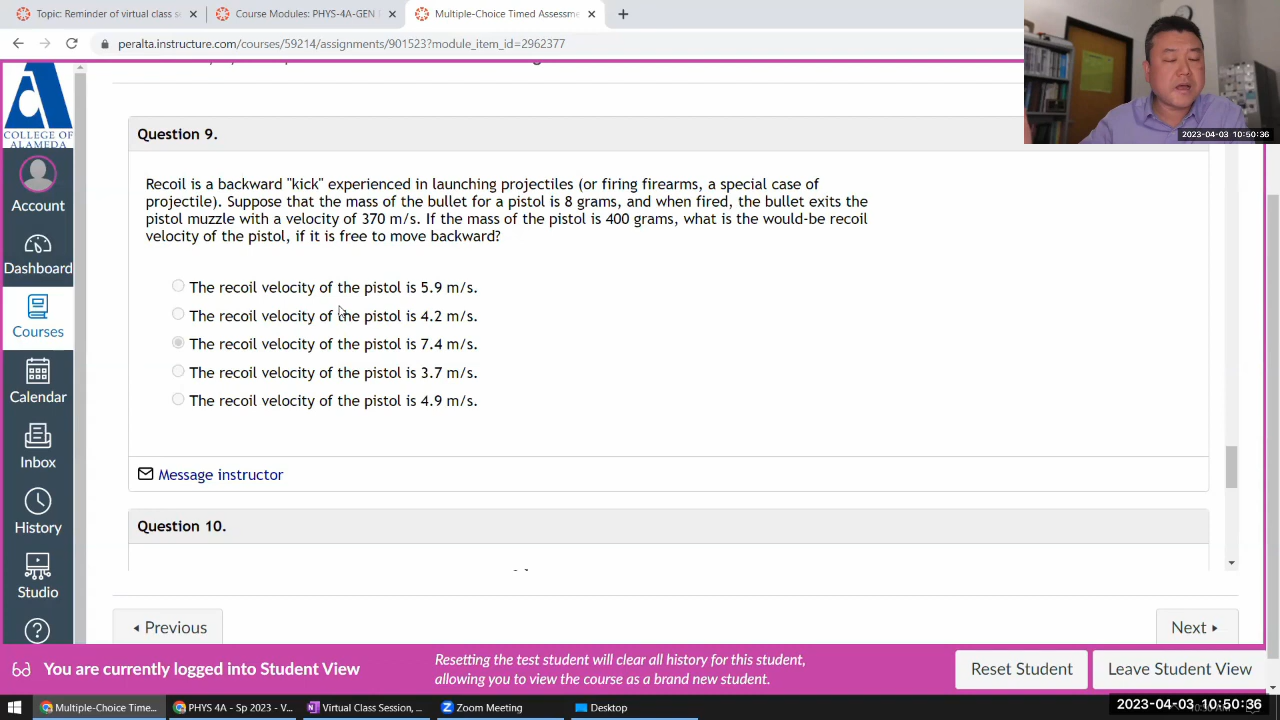 Topic: Reminder of virtual class s
Course Modules: PHYS-4A-GEN
Multiple-Choice Timed Assessme
peralta.instructure.com/courses/59214/assignments/901523?module_item_id=2962377
2023-04-03 10:50:36
COLLEGE OF
ALAMEDA
Account
Dashboard
Courses
Calendar
Inbox
History
Studio
Question 9.
Recoil is a backward "kick" experienced in launching projectiles (or firing firearms, a special case of
projectile). Suppose that the mass of the bullet for a pistol is 8 grams, and when fired, the bullet exits the
pistol muzzle with a velocity of 370 m/s. If the mass of the pistol is 400 grams, what is the would-be recoil
velocity of the pistol, if it is free to move backward?
The recoil velocity of the pistol is 5.9 m/s.
The recoil velocity of the pistol is 4.2 m/s.
The recoil velocity of the pistol is 7.4 m/s.
The recoil velocity of the pistol is 3.7 m/s.
The recoil velocity of the pistol is 4.9 m/s.
Message instructor
Question 10.
Previous
Next
You are currently logged into Student View
Resetting the test student will clear all history for this student,
allowing you to view the course as a brand new student.
Reset Student
Leave Student View
Multiple-Choice Time...
PHYS 4A - Sp 2023 - V...
Virtual Class Session, ...
Zoom Meeting
Desktop
2023-04-03 10:50:36